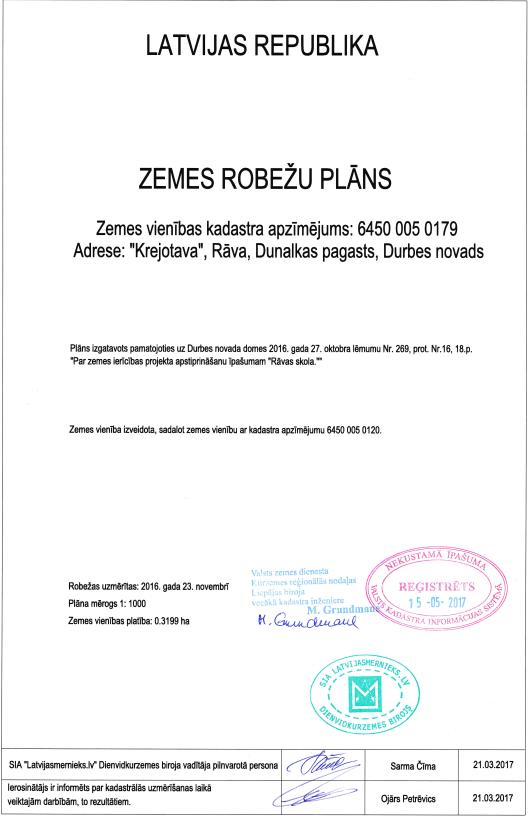 LATVIJAS REPUBLIKA
ZEMES ROBEŽU PLĀNS
Zemes vienības kadastra apzīmējums: 6450 005 0179
Adrese: "Krejotava", Rāva, Dunalkas pagasts, Durbes novads
Plāns izgatavots pamatojoties uz Durbes novada domes 2016. gada 27. oktobra lēmumu Nr. 269, prot. Nr.16, 18.p.
"Par zemes ierīcības projekta apstiprināšanu īpašumam "Rāvas skola.""
Zemes vienība izveidota, sadalot zemes vienību ar kadastra apzīmējumu 6450 005 0120.
Robežas uzmērītas: 2016. gada 23. novembrī
Plāna mērogs 1: 1000
Zemes vienības platība: 0.3199 ha
Valsts zemes dienesta
Kurzemes reģionālās nodaļas
Liepājas biroja
vecākā kadastra inženiere
M. Grundmane
M. Grundmane
NEKUSTAMĀ ĪPAŠUMA
REĢISTRĒTS
15 -05- 2017
VALSTS KADASTRA INFORMĀCIJAS SISTĒMĀ
SIA LATVIJASMERNIEKS.LV
DIENVIDKURZEMES BIROJS
SIA "Latvijasmernieks.lv" Dienvidkurzemes biroja vadītāja pilnvarotā persona
Sarma Čīma
21.03.2017
Ierosinātājs ir informēts par kadastrālās uzmērīšanas laikā
veiktajām darbībām, to rezultātiem.
Ojārs Petrēvics
21.03.2017